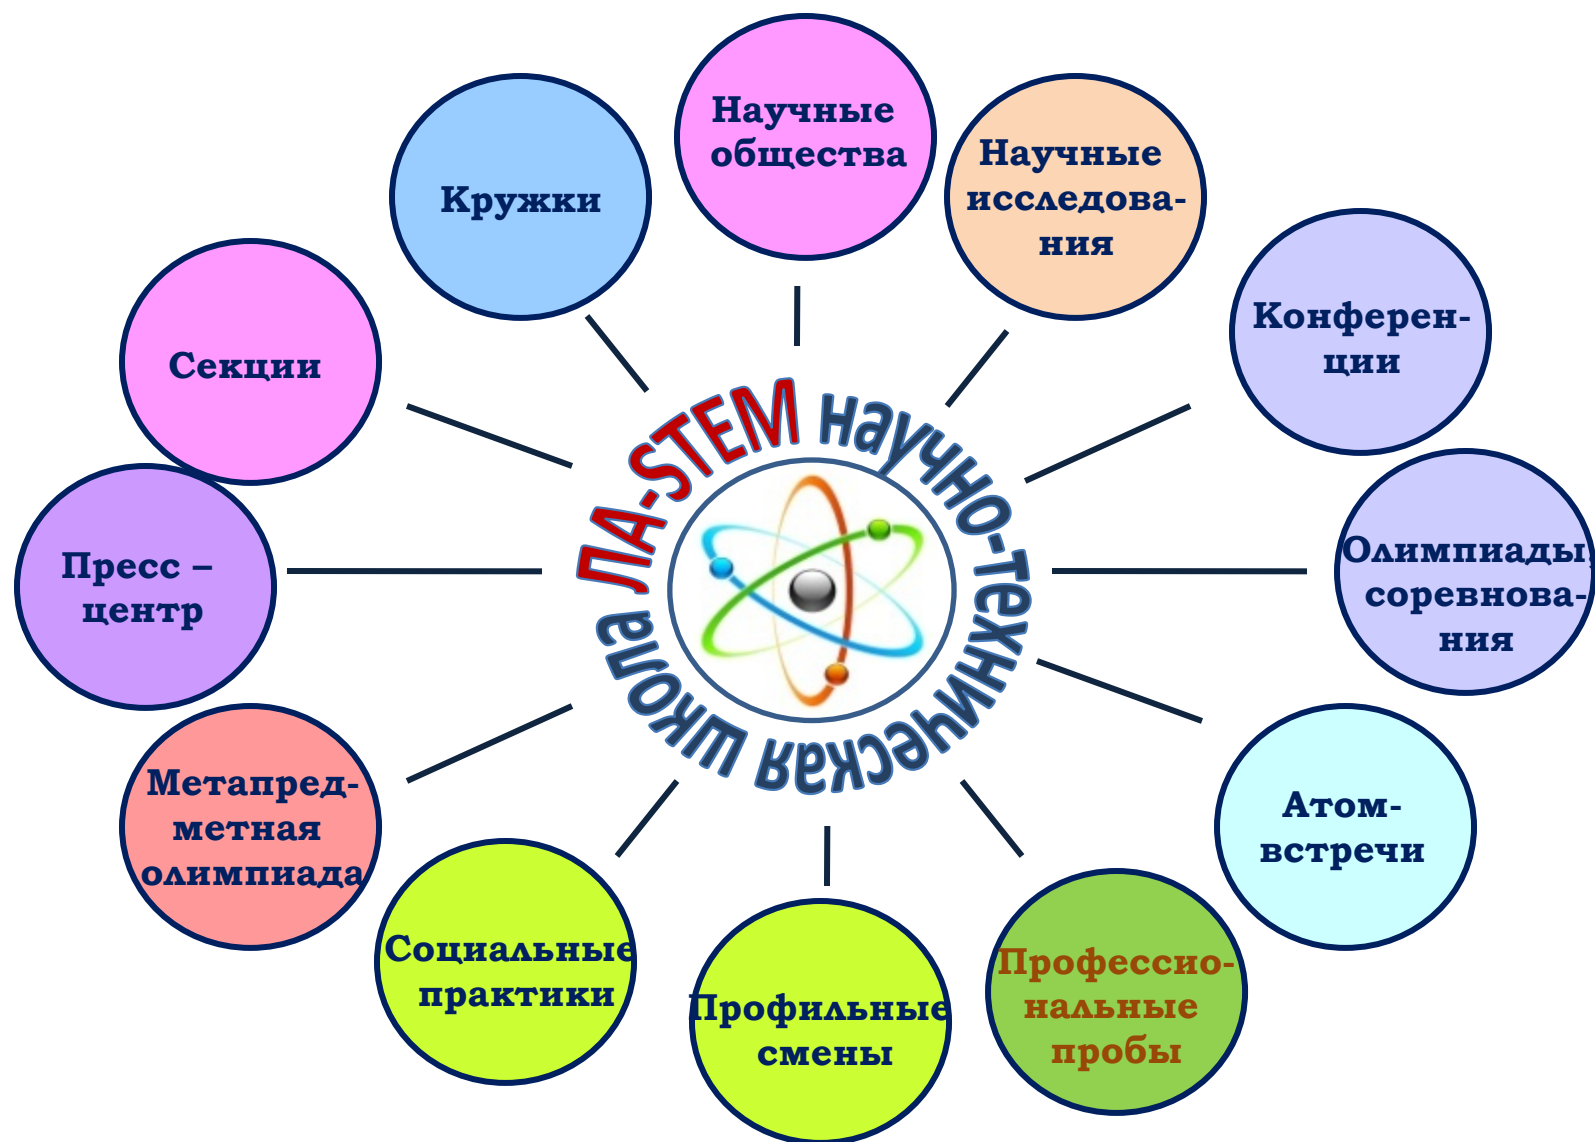 Научные
общества
Научные
исследова-
ния
Конферен-
ции
Олимпиады,
соревнова-
ния
Атом-
встречи
Профессио-
нальные
пробы
Профильные
смены
Социальные
практики
Метапред-
метная
олимпиада
Пресс –
центр
Секции
Кружки
ЛА-STEM научно-техническая школа